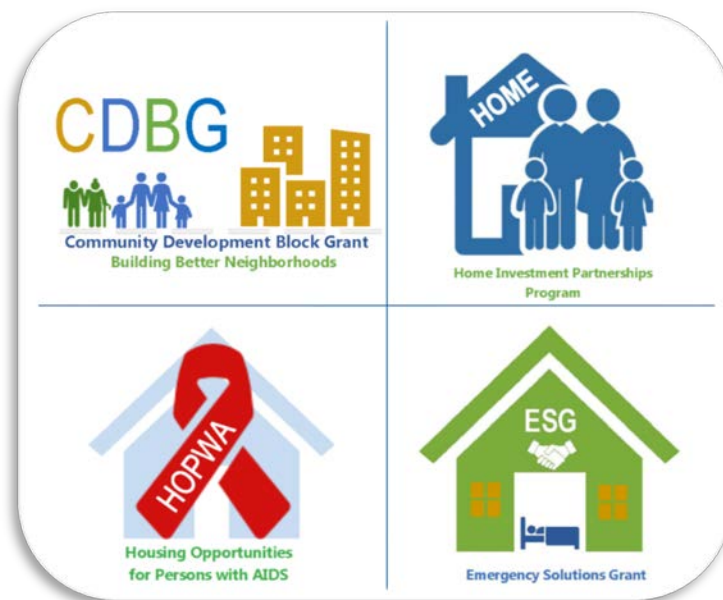 CDBG
Community Development Block Grant
Building Better Neighborhoods
HOME
Home Investment Partnerships
Program
HOPWA
Housing Opportunities
for Persons with AIDS
ESG
Emergency Solutions Grant